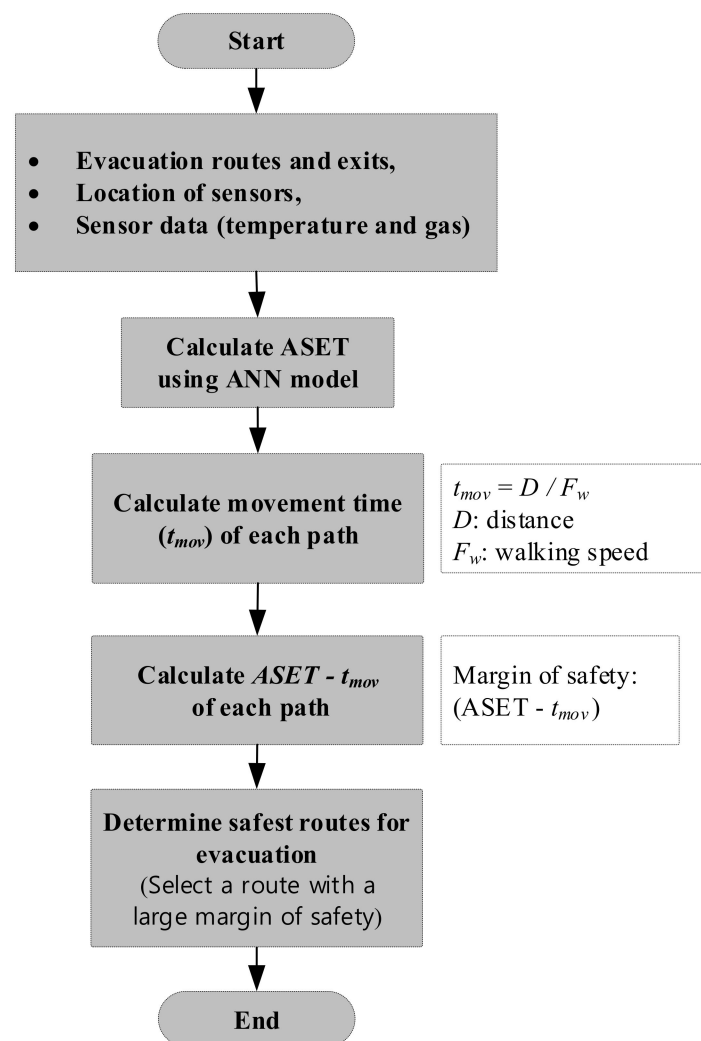 Start
• Evacuation routes and exits,
• Location of sensors,
• Sensor data (temperature and gas)
Calculate ASET
using ANN model
Calculate movement time
(tmov) of each path
tmov = D / Fw
D: distance
Fw: walking speed
Calculate ASET - tmov
of each path
Margin of safety:
(ASET - tmov)
Determine safest routes for
evacuation
(Select a route with a
large margin of safety)
End